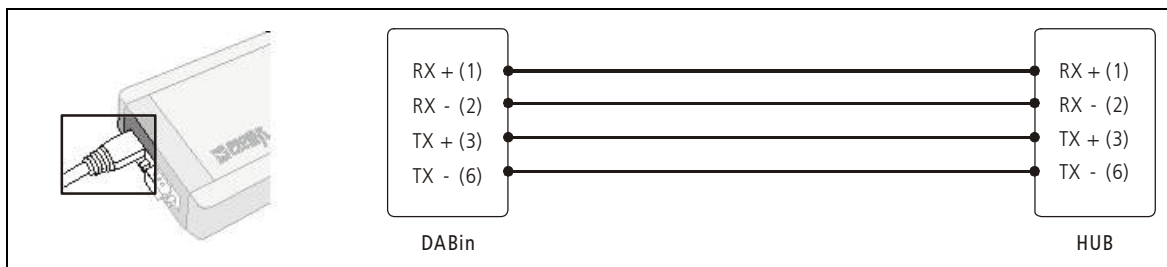 RX + (1)
RX - (2)
TX + (3)
TX - (6)
DABin
RX + (1)
RX - (2)
TX + (3)
TX - (6)
HUB